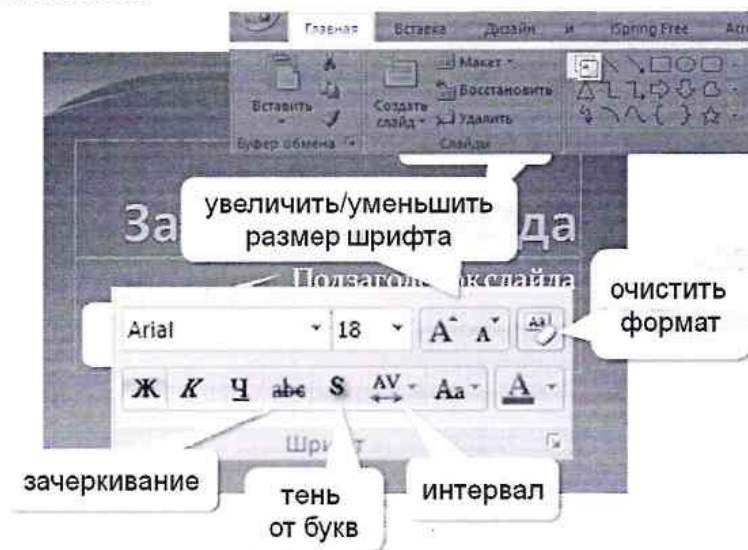 Главная Вставка Дизайн и iSpring Free
Макет
Восстановить
Удалить
Вставить
Создать слайд
Буфер обмена
Слайды
увеличить/уменьшить
размер шрифта
За
да
Подзаголовок слайда
очистить
формат
Arial 18 A A Aa
Ж К Ч abc S AV Aa A
Шрифт
зачеркивание
тень
от букв
интервал